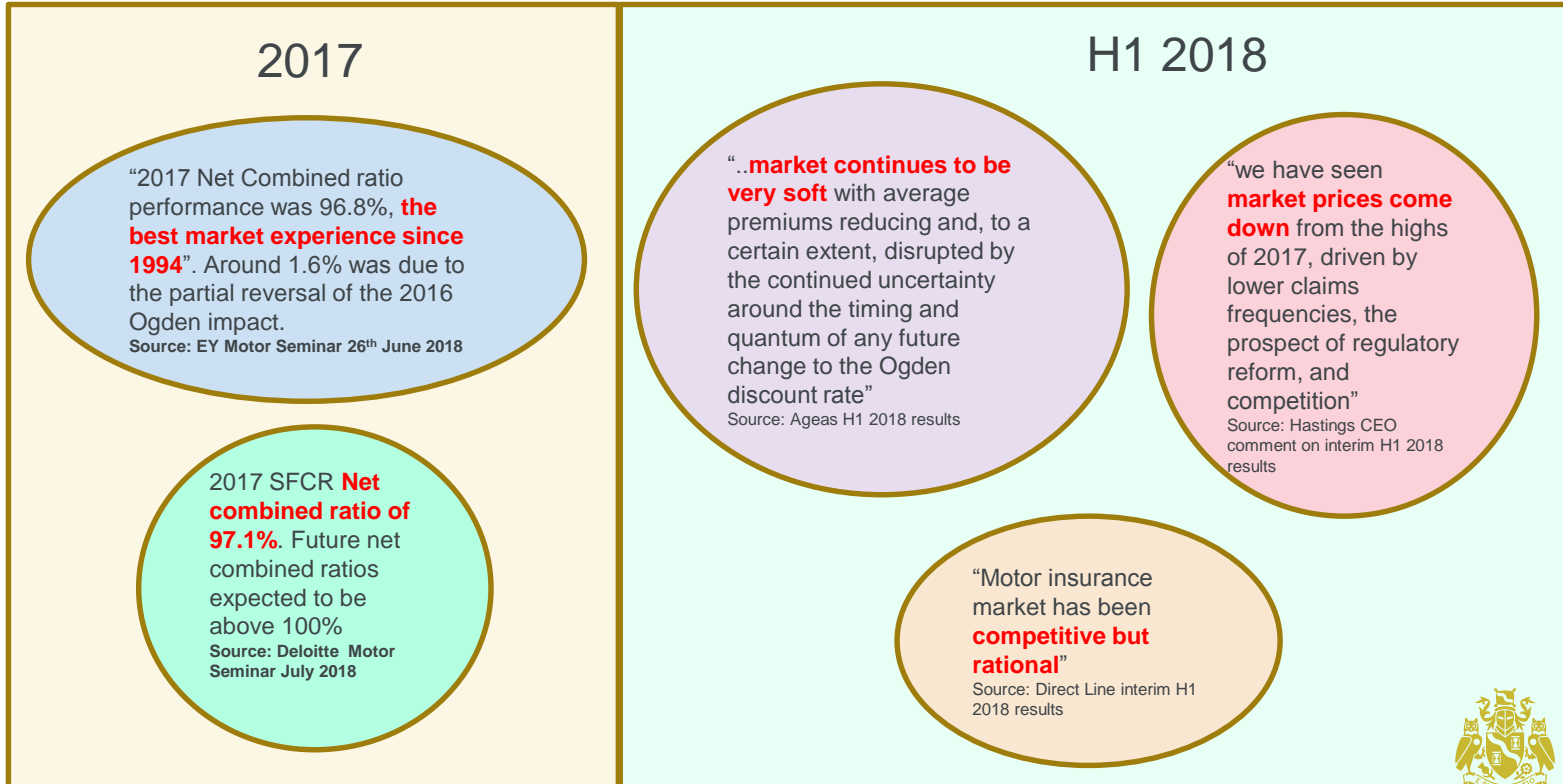 2017
“2017 Net Combined ratio
performance was 96.8%, the
best market experience since
1994”. Around 1.6% was due to
the partial reversal of the 2016
Ogden impact.
Source: EY Motor Seminar 26th June 2018
2017 SFCR Net
combined ratio of
97.1%. Future net
combined ratios
expected to be
above 100%
Source: Deloitte Motor
Seminar July 2018
H1 2018
“..market continues to be
very soft with average
premiums reducing and, to a
certain extent, disrupted by
the continued uncertainty
around the timing and
quantum of any future
change to the Ogden
discount rate”
Source: Ageas H1 2018 results
“we have seen
market prices come
down from the highs
of 2017, driven by
lower claims
frequencies, the
prospect of regulatory
reform, and
competition”
Source: Hastings CEO
comment on interim H1 2018
results
“Motor insurance
market has been
competitive but
rational”
Source: Direct Line interim H1
2018 results